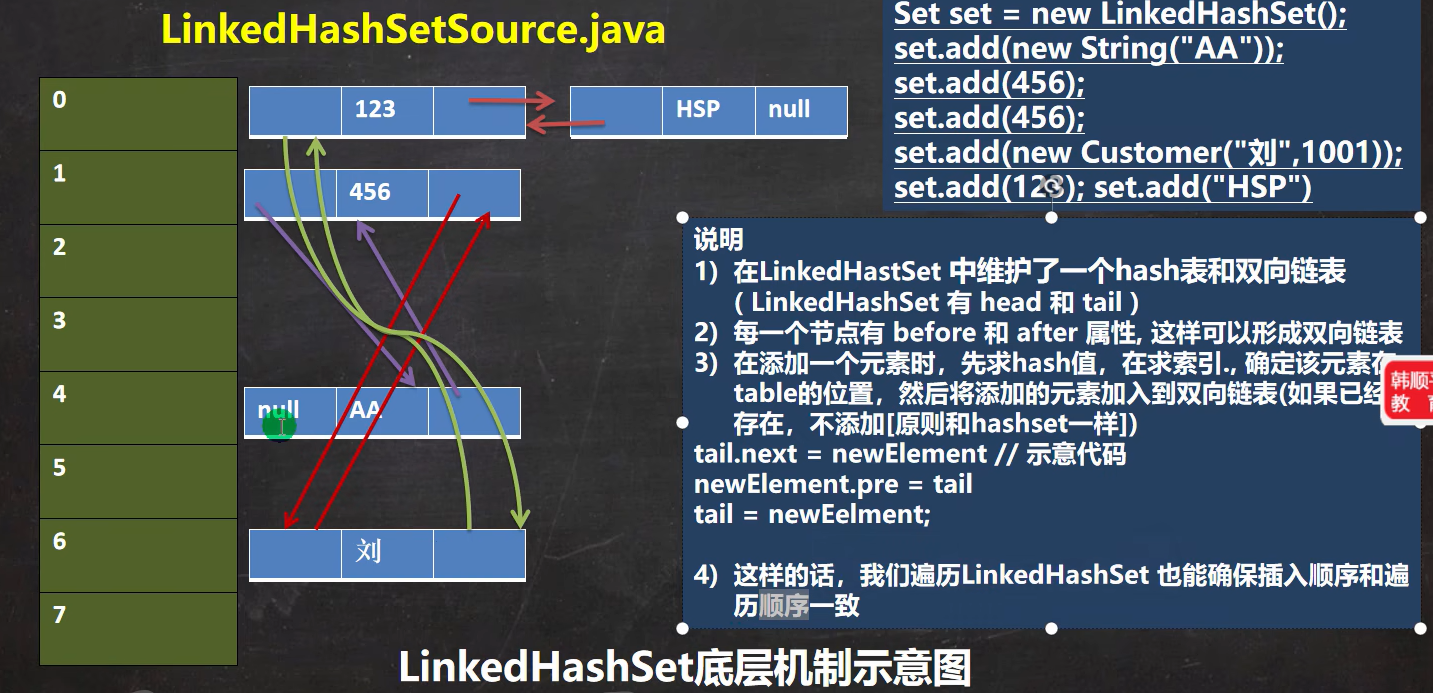 LinkedHashSetSource.java
Set set = new LinkedHashSet();
set.add(new String("AA"));
set.add(456);
set.add(456);
set.add(new Customer("刘",1001));
set.add(123); set.add("HSP")
0
123
HSP
null
1
456
2
3
4
null
AA
5
6
刘
7
说明
1) 在LinkedHastSet 中维护了一个hash表和双向链表
( LinkedHashSet 有 head 和 tail )
2) 每一个节点有 before 和 after 属性, 这样可以形成双向链表
3) 在添加一个元素时，先求hash值，在求索引., 确定该元素在
table的位置，然后将添加的元素加入到双向链表(如果已经
存在，不添加[原则和hashset一样])
tail.next = newElement // 示意代码
newElement.pre = tail
tail = newEelment;
4) 这样的话，我们遍历LinkedHashSet 也能确保插入顺序和遍
历顺序一致
韩顺平
教 育
LinkedHashSet底层机制示意图